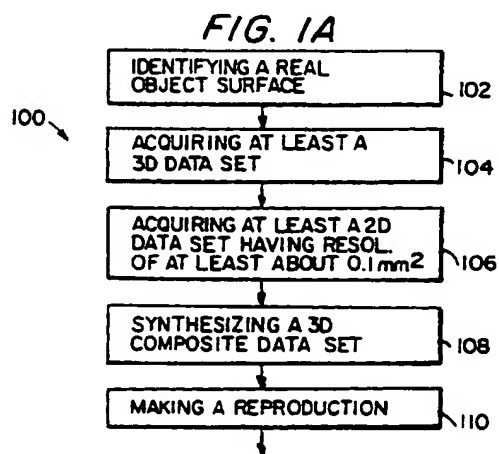 FIG. 1A
IDENTIFYING A REAL
OBJECT SURFACE
102
100
ACQUIRING AT LEAST A
3D DATA SET
104
ACQUIRING AT LEAST A 2D
DATA SET HAVING RESOL.
OF AT LEAST ABOUT 0.1mm2
106
SYNTHESIZING A 3D
COMPOSITE DATA SET
108
MAKING A REPRODUCTION
110